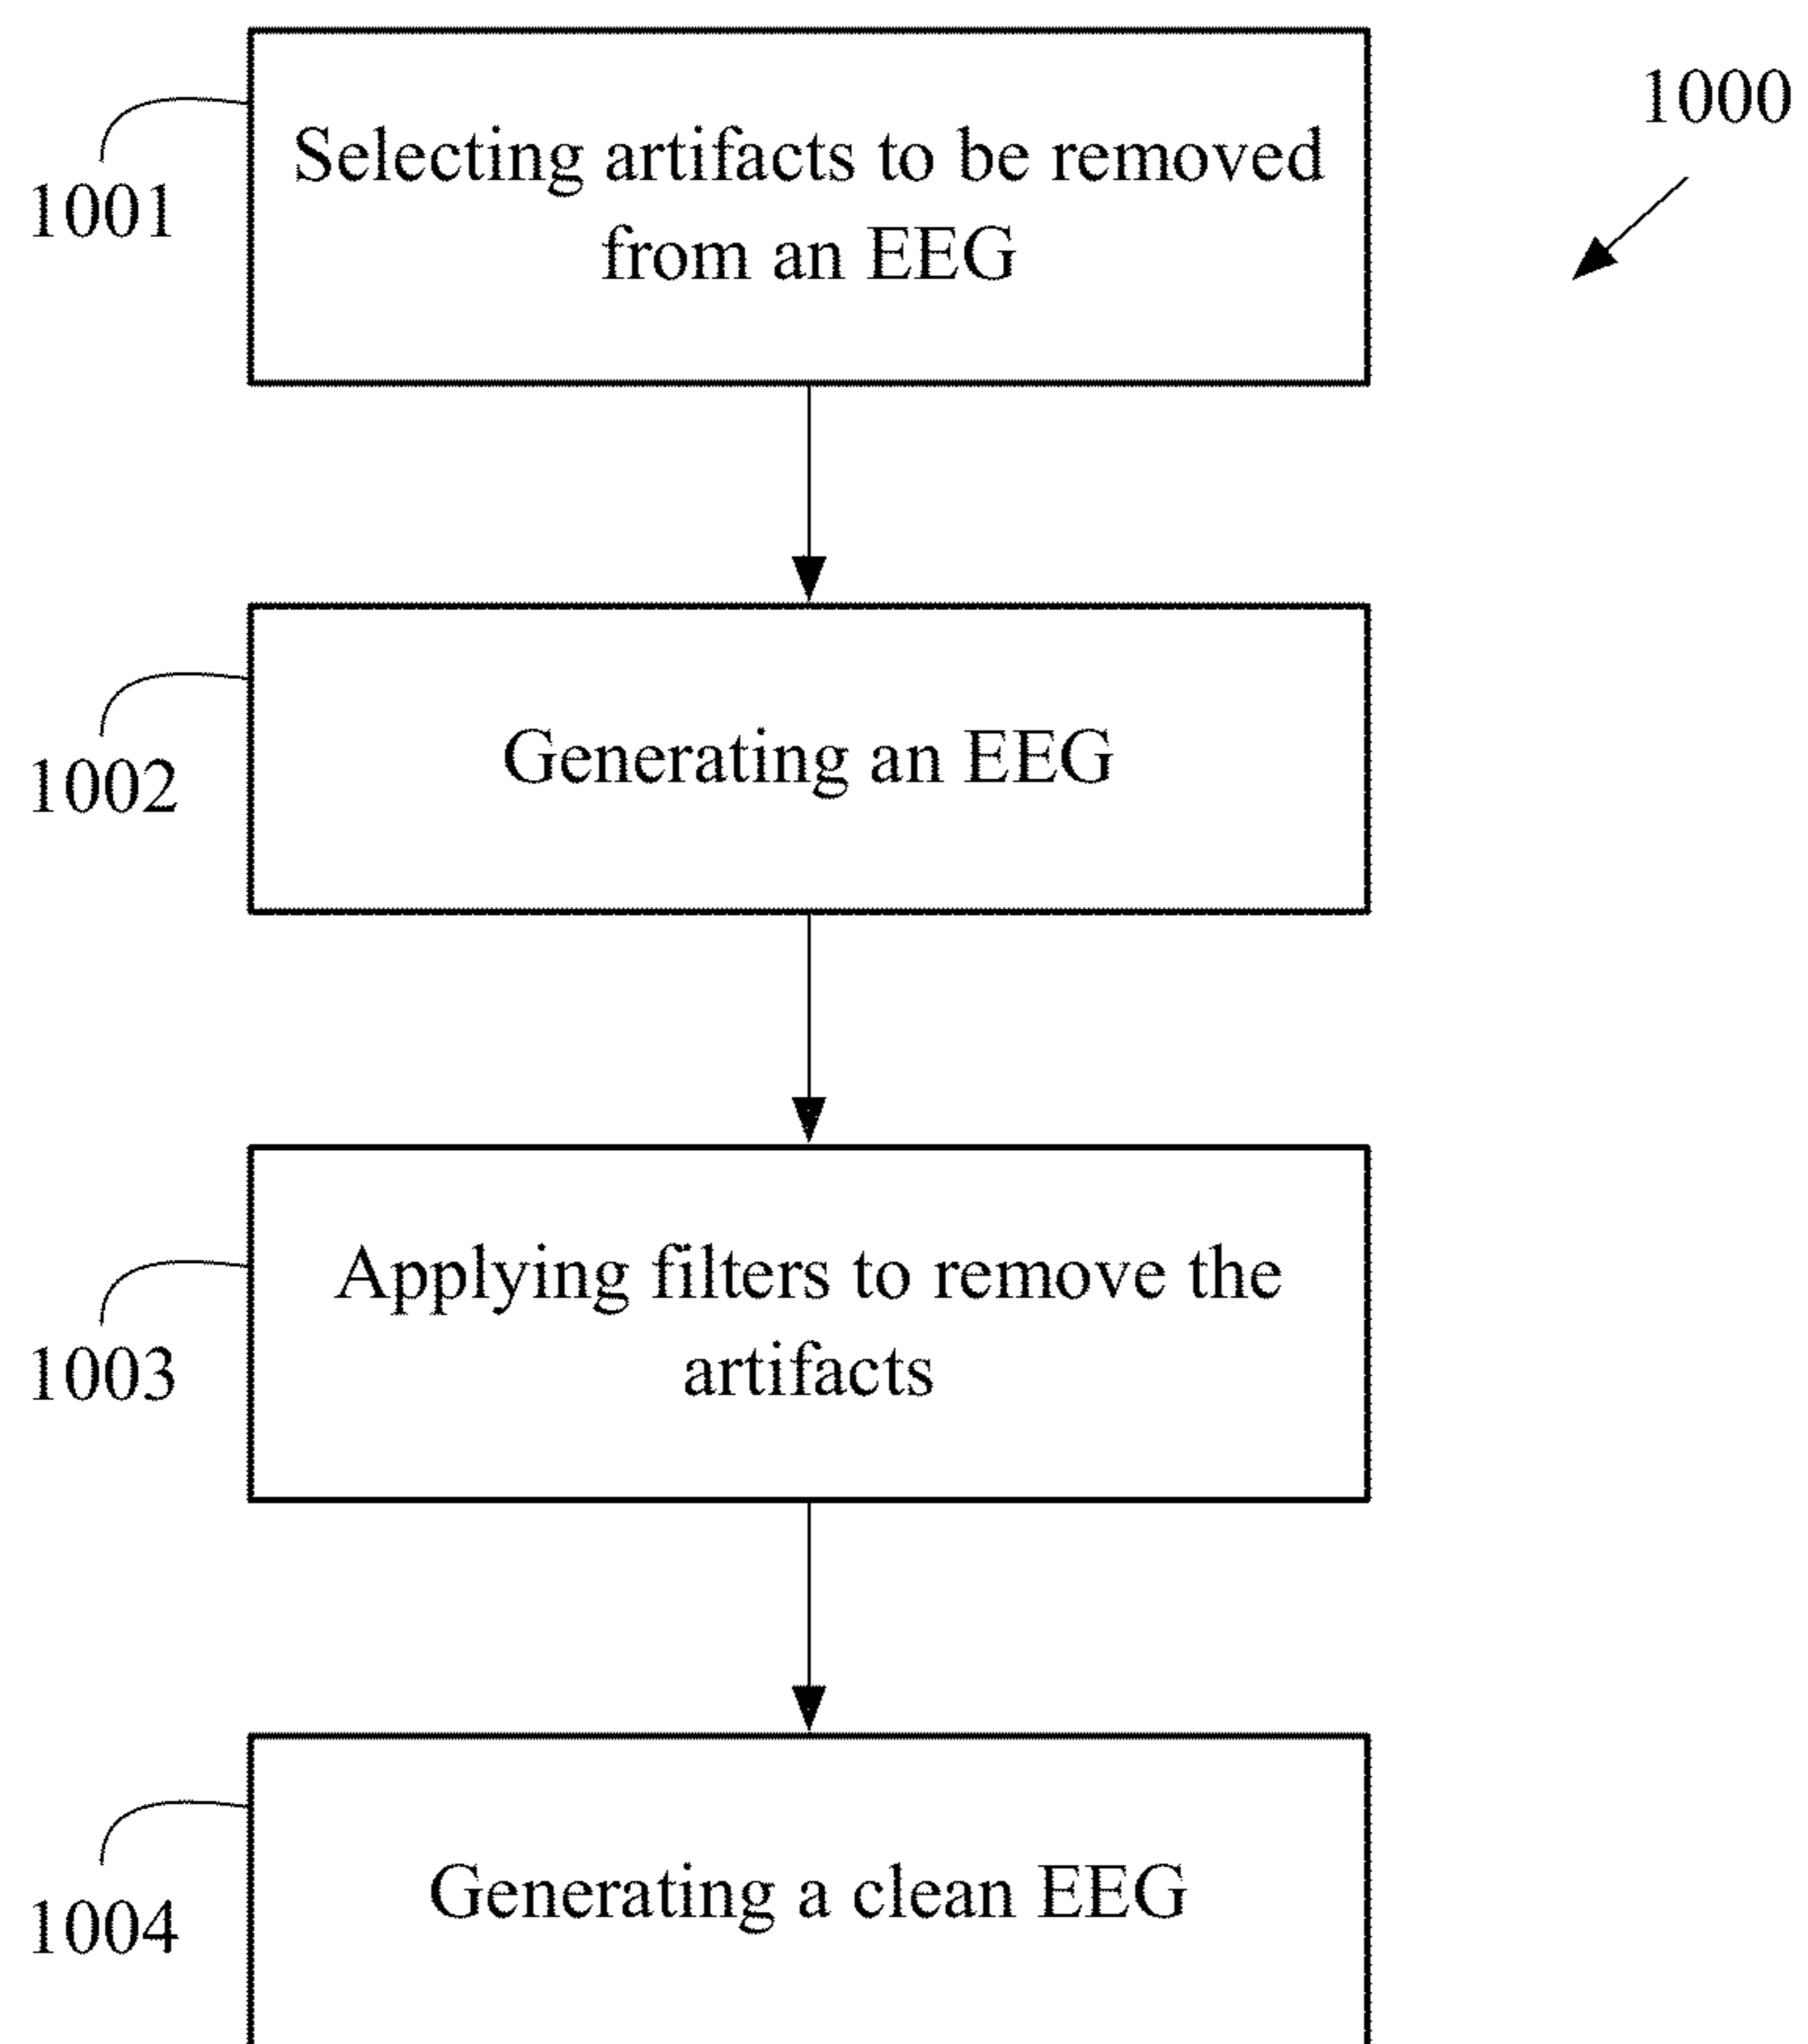 1000
1001
Selecting artifacts to be removed
from an EEG
1002
Generating an EEG
1003
Applying filters to remove the
artifacts
1004
Generating a clean EEG